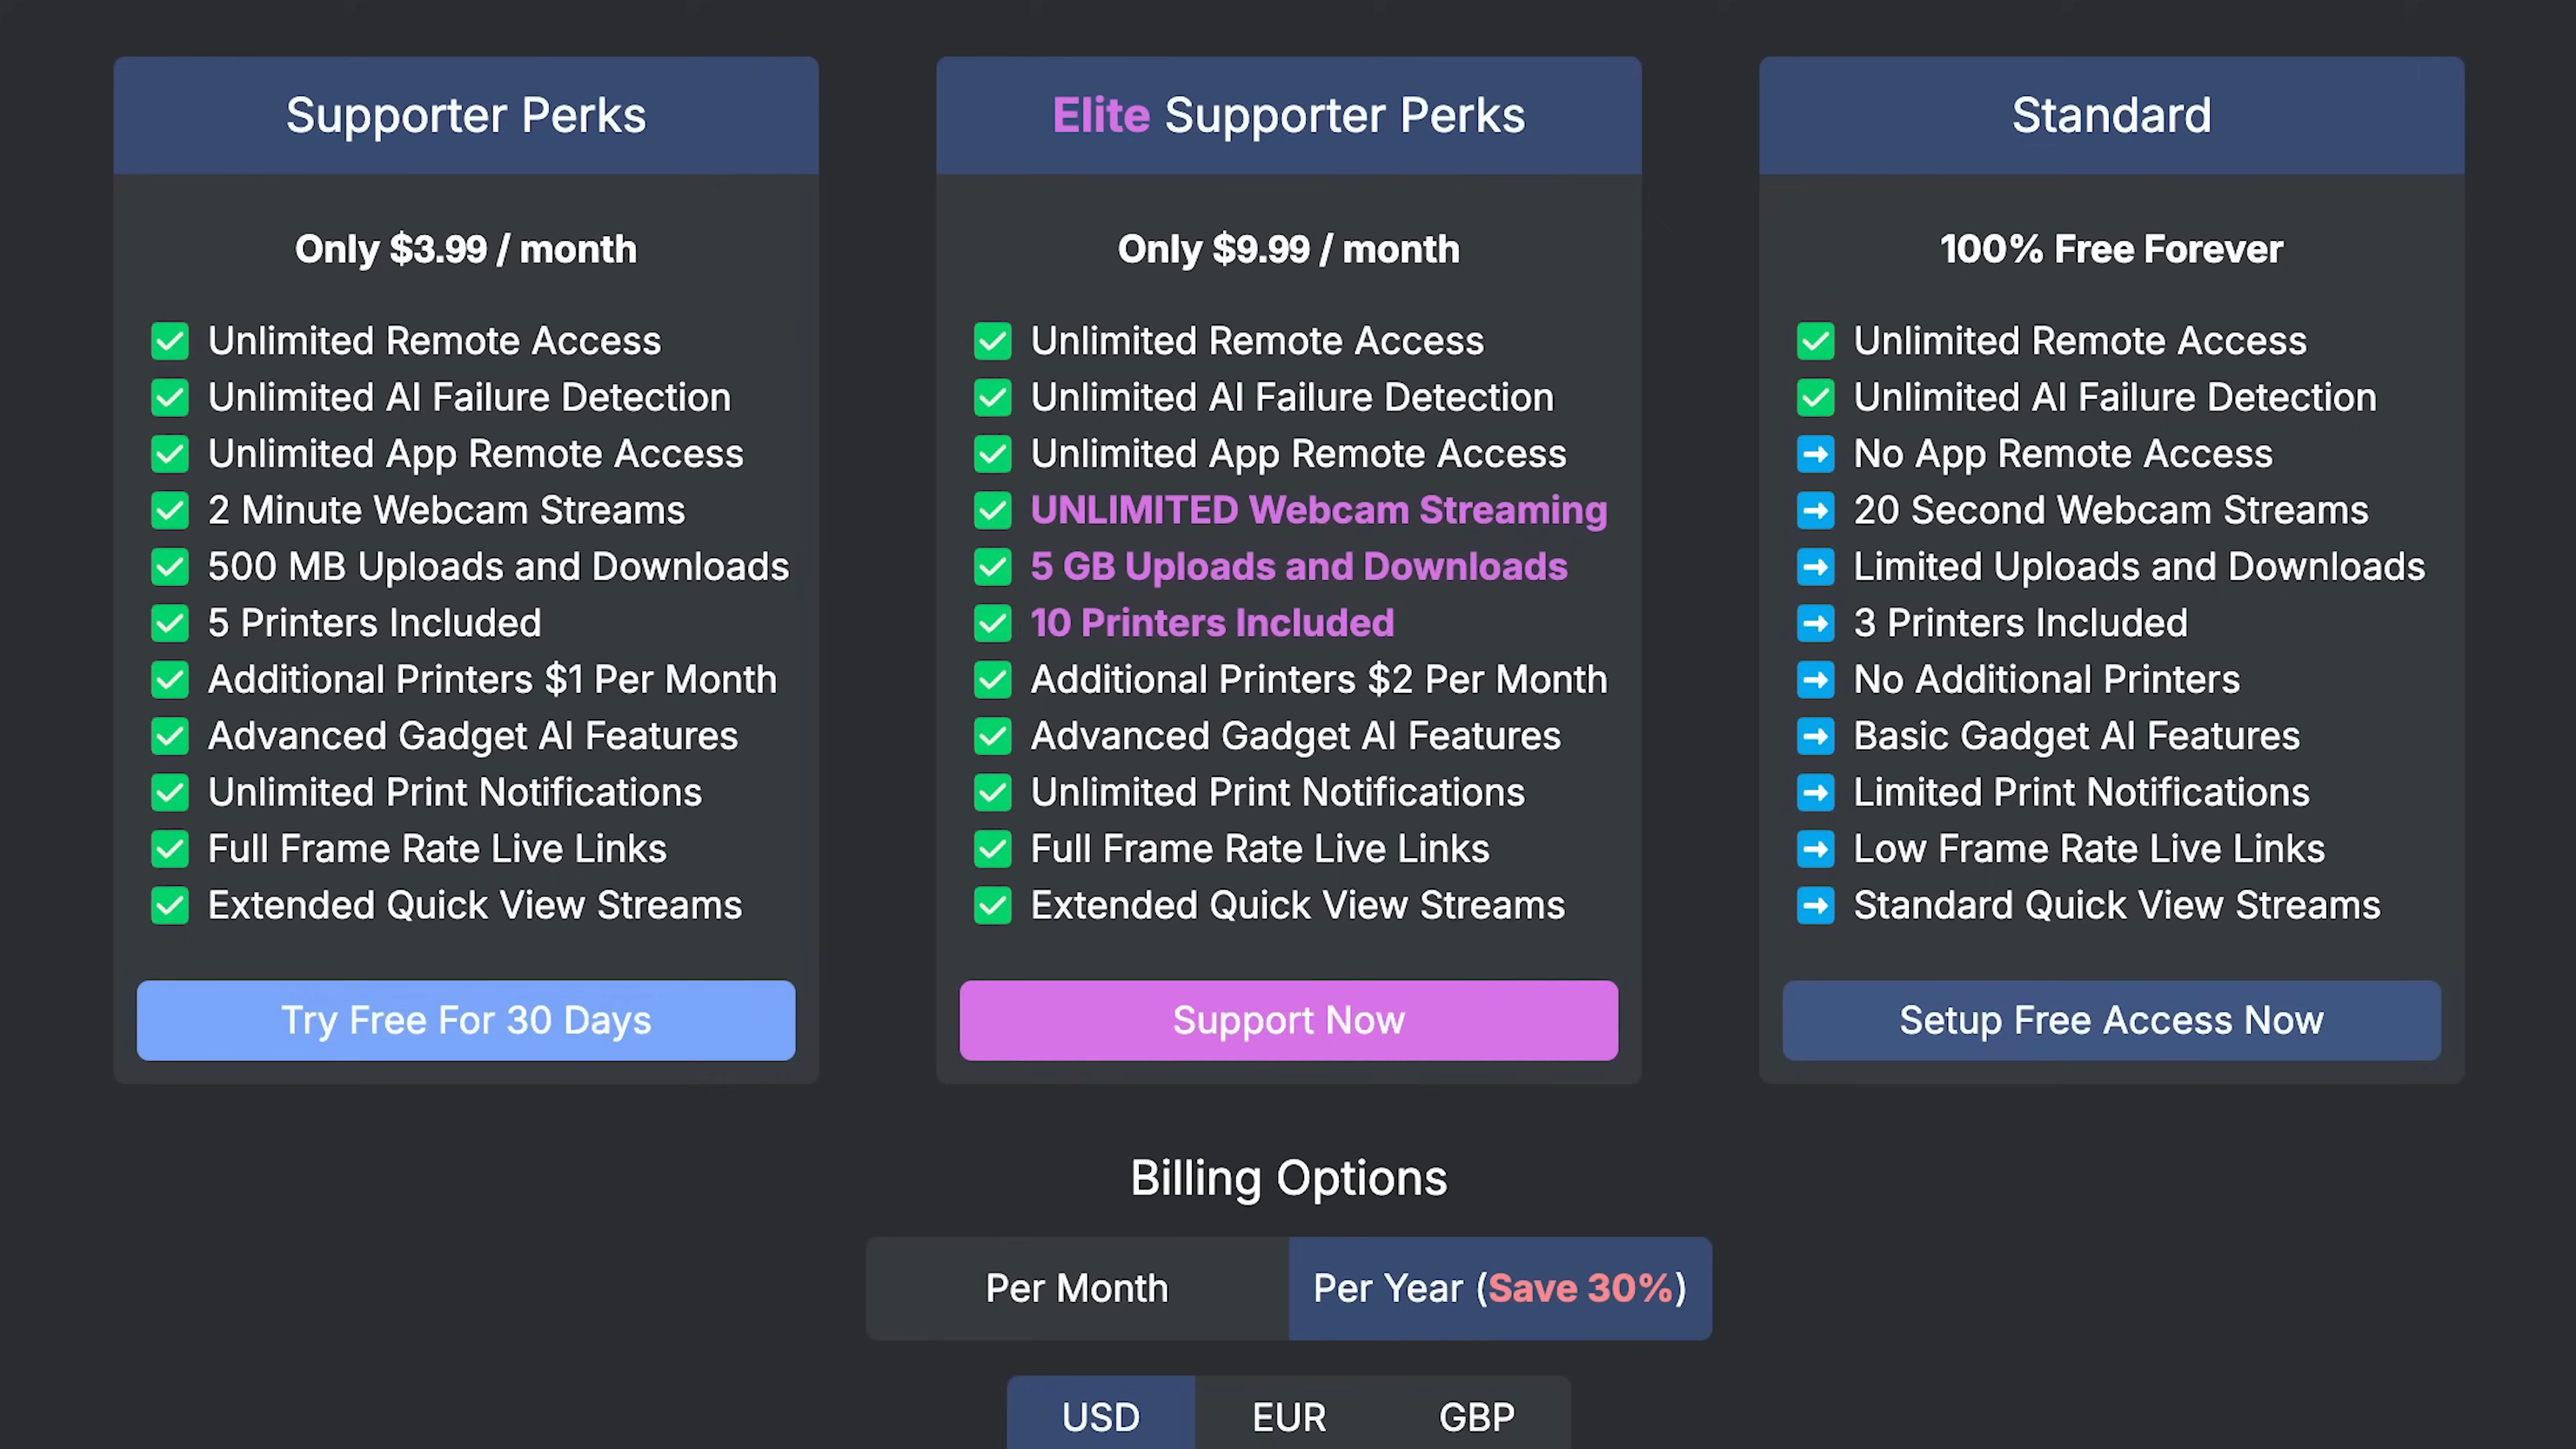 Supporter Perks
Only $3.99 / month
Unlimited Remote Access
Unlimited AI Failure Detection
Unlimited App Remote Access
2 Minute Webcam Streams
500 MB Uploads and Downloads
5 Printers Included
Additional Printers $1 Per Month
Advanced Gadget AI Features
Unlimited Print Notifications
Full Frame Rate Live Links
Extended Quick View Streams
Try Free For 30 Days
Elite Supporter Perks
Only $9.99 / month
Unlimited Remote Access
Unlimited AI Failure Detection
Unlimited App Remote Access
UNLIMITED Webcam Streaming
5 GB Uploads and Downloads
10 Printers Included
Additional Printers $2 Per Month
Advanced Gadget AI Features
Unlimited Print Notifications
Full Frame Rate Live Links
Extended Quick View Streams
Support Now
Standard
100% Free Forever
Unlimited Remote Access
Unlimited AI Failure Detection
No App Remote Access
20 Second Webcam Streams
Limited Uploads and Downloads
3 Printers Included
No Additional Printers
Basic Gadget AI Features
Limited Print Notifications
Low Frame Rate Live Links
Standard Quick View Streams
Setup Free Access Now
Billing Options
Per Month
Per Year (Save 30%)
USD
EUR
GBP